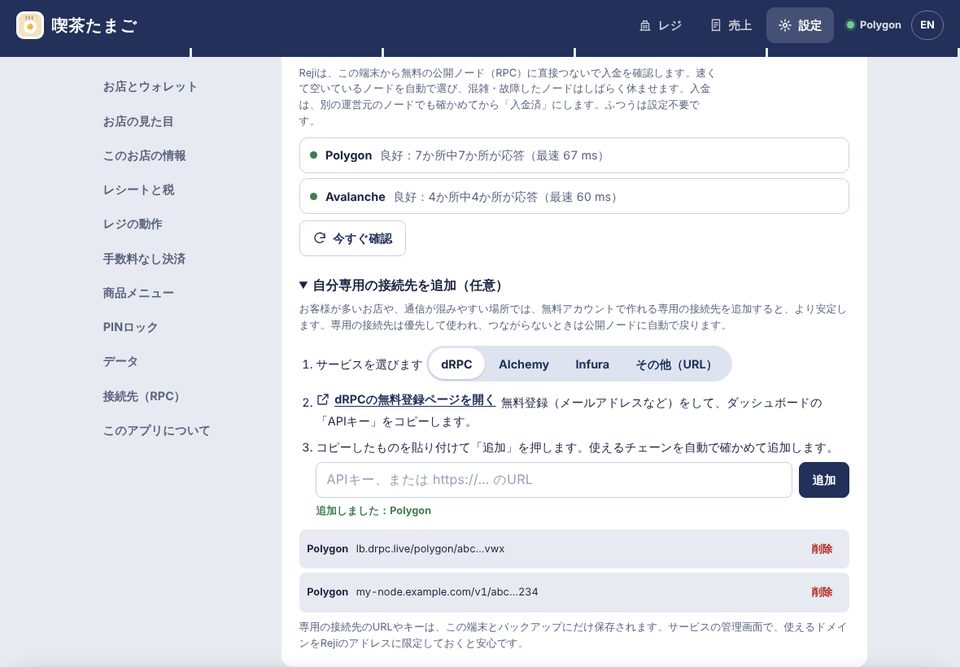 喫茶たまご
レジ
売上
設定
Polygon
EN
お店とウォレット
お店の見た目
このお店の情報
レシートと税
レジの動作
手数料なし決済
商品メニュー
PINロック
データ
接続先（RPC）
このアプリについて
Rejiは、この端末から無料の公開ノード（RPC）に直接つないで入金を確認します。速く
て空いているノードを自動で選び、混雑・故障したノードはしばらく休ませます。入金
は、別の運営元のノードでも確かめてから「入金済」にします。ふつうは設定不要で
す。
Polygon 良好：7か所中7か所が応答（最速 67 ms）
Avalanche 良好：4か所中4か所が応答（最速 60 ms）
今すぐ確認
▼ 自分専用の接続先を追加（任意）
お客様が多いお店や、通信が混みやすい場所では、無料アカウントで作れる専用の接続先を追加すると、より安定し
ます。専用の接続先は優先して使われ、つながらないときは公開ノードに自動で戻ります。
1. サービスを選びます dRPC Alchemy Infura その他（URL）
2. dRPCの無料登録ページを開く 無料登録（メールアドレスなど）をして、ダッシュボードの
「APIキー」をコピーします。
3. コピーしたものを貼り付けて「追加」を押します。使えるチェーンを自動で確かめて追加します。
APIキー、または https://... のURL
追加
追加しました：Polygon
Polygon lb.drpc.live/polygon/abc...vwx 削除
Polygon my-node.example.com/v1/abc...234 削除
専用の接続先のURLやキーは、この端末とバックアップにだけ保存されます。サービスの管理画面で、使えるドメイ
ンをRejiのアドレスに限定しておくと安心です。